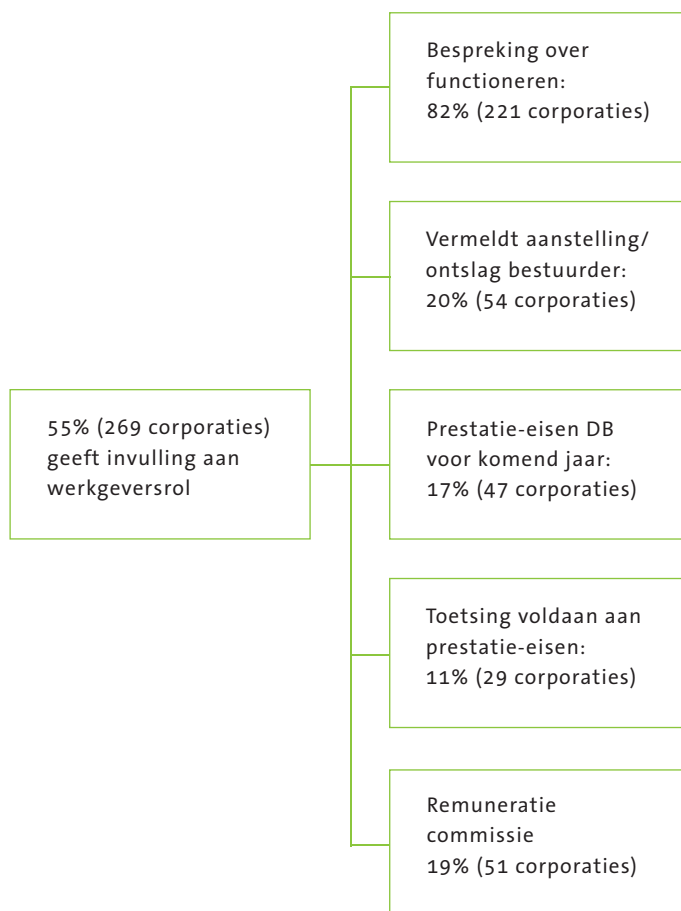 Bespreking over
functioneren:
82% (221 corporaties)
Vermeldt aanstelling/
ontslag bestuurder:
20% (54 corporaties)
55% (269 corporaties)
geeft invulling aan
werkgeversrol
Prestatie-eisen DB
voor komend jaar:
17% (47 corporaties)
Toetsing voldaan aan
prestatie-eisen:
11% (29 corporaties)
Remuneratie
commissie
19% (51 corporaties)